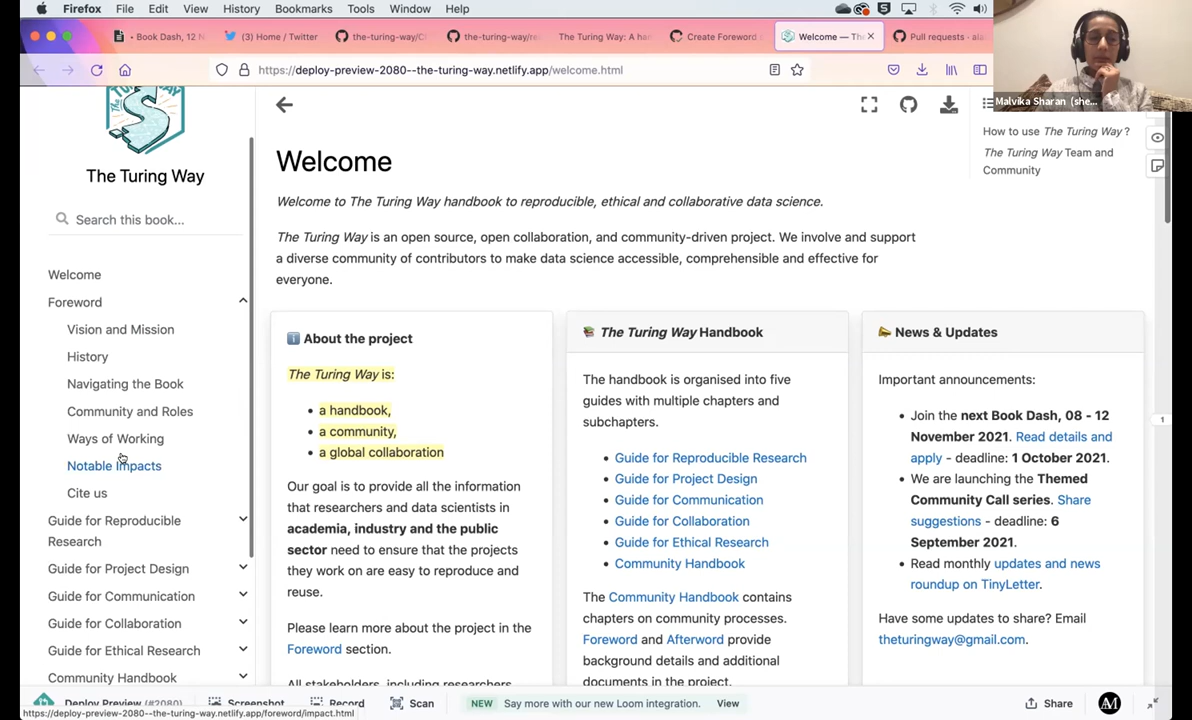 Firefox File Edit View History Bookmarks Tools Window Help
• Book Dash, 12 N
(3) Home / Twitter
the-turing-way/C
the-turing-way/re
The Turing Way: A han
Create Foreword
Welcome — The
Pull requests · ala
https://deploy-preview-2080--the-turing-way.netlify.app/welcome.html
Malvika Sharan (she...
The Turing Way
Search this book...
Welcome
Foreword
Vision and Mission
History
Navigating the Book
Community and Roles
Ways of Working
Notable Impacts
Cite us
Guide for Reproducible
Research
Guide for Project Design
Guide for Communication
Guide for Collaboration
Guide for Ethical Research
Community Handbook
Welcome
Welcome to The Turing Way handbook to reproducible, ethical and collaborative data science.
The Turing Way is an open source, open collaboration, and community-driven project. We involve and support
a diverse community of contributors to make data science accessible, comprehensible and effective for
everyone.
About the project
The Turing Way is:
• a handbook,
• a community,
• a global collaboration
Our goal is to provide all the information
that researchers and data scientists in
academia, industry and the public
sector need to ensure that the projects
they work on are easy to reproduce and
reuse.
Please learn more about the project in the
Foreword section.
All stakeholders, including researchers
The Turing Way Handbook
The handbook is organised into five
guides with multiple chapters and
subchapters.
• Guide for Reproducible Research
• Guide for Project Design
• Guide for Communication
• Guide for Collaboration
• Guide for Ethical Research
• Community Handbook
The Community Handbook contains
chapters on community processes.
Foreword and Afterword provide
background details and additional
documents in the project.
News & Updates
Important announcements:
• Join the next Book Dash, 08 - 12
November 2021. Read details and
apply - deadline: 1 October 2021.
• We are launching the Themed
Community Call series. Share
suggestions - deadline: 6
September 2021.
• Read monthly updates and news
roundup on TinyLetter.
Have some updates to share? Email
theturingway@gmail.com.
How to use The Turing Way?
The Turing Way Team and
Community
1
Deploy Preview (#2080)
Screenshot
Record
Scan
NEW Say more with our new Loom integration. View
Share
https://deploy-preview-2080--the-turing-way.netlify.app/foreword/impact.html